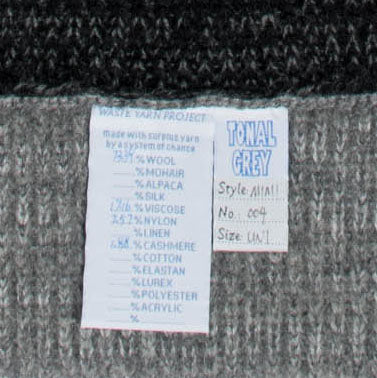 WASTE YARN PROJECT
made with surplus yarn
by a system of chance
% WOOL
% MOHAIR
% ALPACA
% SILK
% VISCOSE
% NYLON
% LINEN
% CASHMERE
% COTTON
% ELASTAN
% LUREX
% POLYESTER
% ACRYLIC
%
TONAL
GREY
Style:
No.: 004
Size: UNI